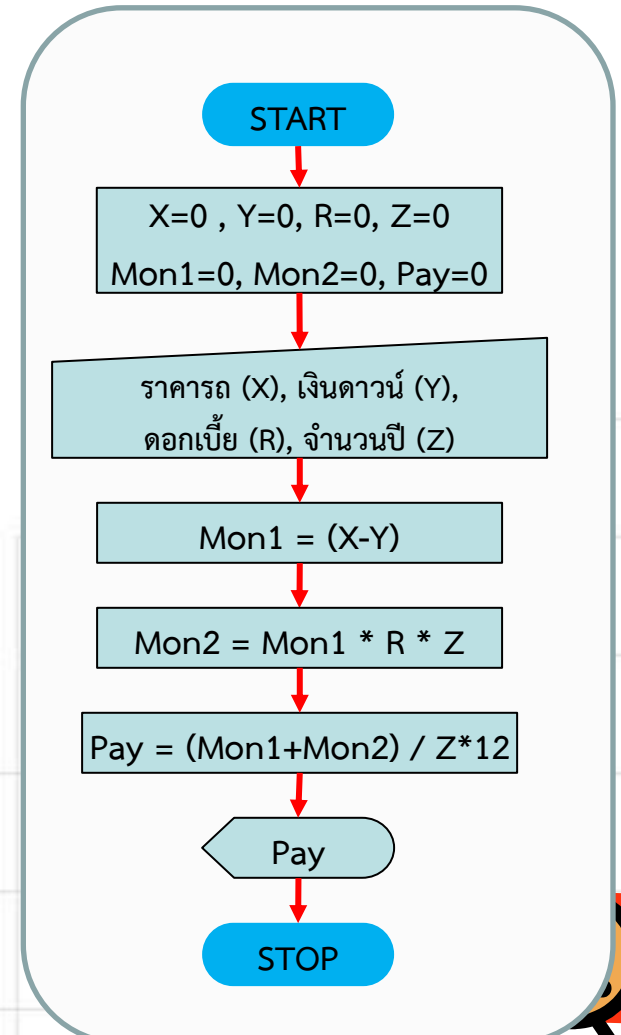 START
X=0 , Y=0, R=0, Z=0
Mon1=0, Mon2=0, Pay=0
ราคารถ (X), เงินดาวน์ (Y),
ดอกเบี้ย (R), จำนวนปี (Z)
Mon1 = (X-Y)
Mon2 = Mon1 * R * Z
Pay = (Mon1+Mon2) / Z*12
Pay
STOP